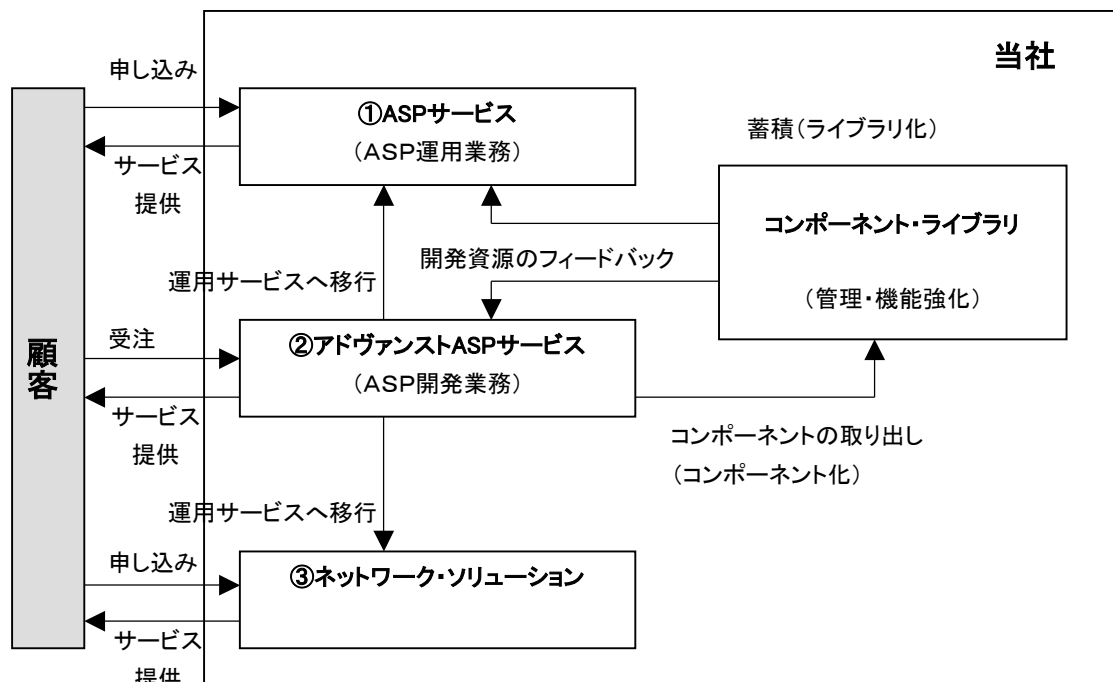 当社
申し込み
①ASPサービス
（ＡＳＰ運用業務）
サービス
提供
蓄積（ライブラリ化）
コンポーネント・ライブラリ
（管理・機能強化）
開発資源のフィードバック
運用サービスへ移行
顧客
受注
②アドヴァンストASPサービス
（ＡＳＰ開発業務）
サービス
提供
コンポーネントの取り出し
（コンポーネント化）
運用サービスへ移行
申し込み
③ネットワーク・ソリューション
サービス
提供